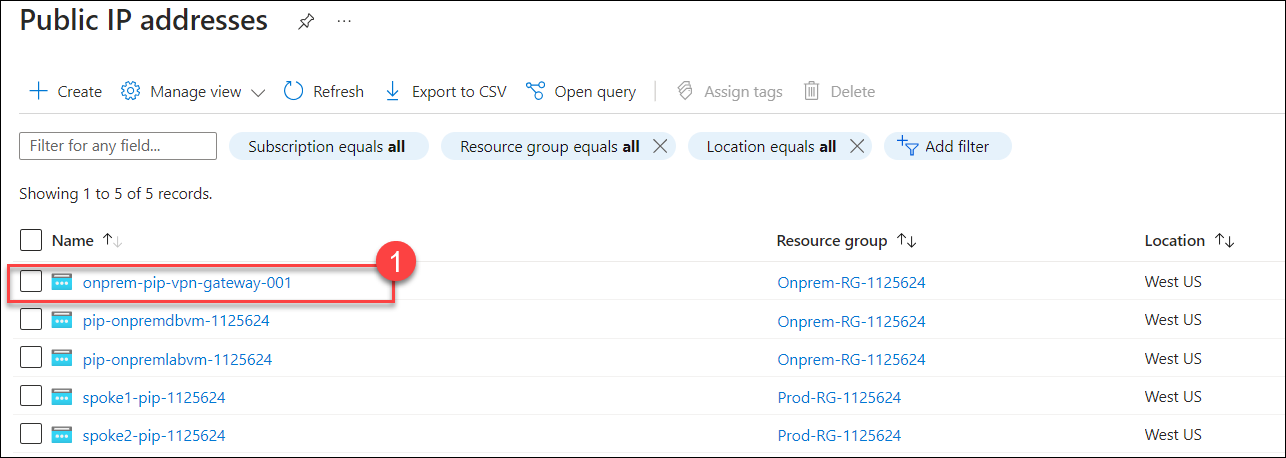 Public IP addresses ...
Create Manage view Refresh Export to CSV Open query Assign tags Delete
Filter for any field... Subscription equals all Resource group equals all Location equals all Add filter
Showing 1 to 5 of 5 records.
Name Resource group Location
1
onprem-pip-vpn-gateway-001 Onprem-RG-1125624 West US
pip-onpremdbvm-1125624 Onprem-RG-1125624 West US
pip-onpremlabvm-1125624 Onprem-RG-1125624 West US
spoke1-pip-1125624 Prod-RG-1125624 West US
spoke2-pip-1125624 Prod-RG-1125624 West US